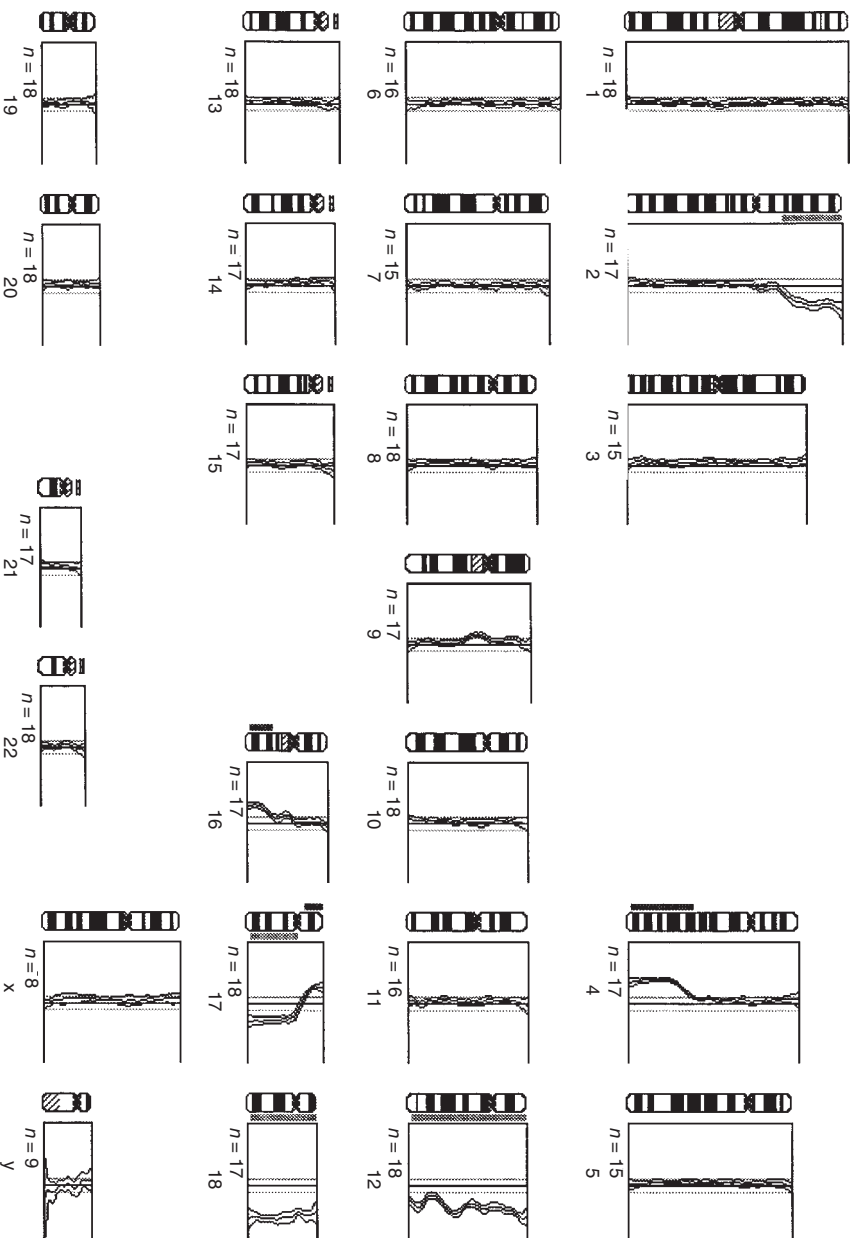 n = 18
1
n = 17
2
n = 15
3
n = 17
4
n = 15
5
n = 16
6
n = 15
7
n = 18
8
n = 17
9
n = 18
10
n = 16
11
n = 18
12
n = 18
13
n = 17
14
n = 17
15
n = 17
16
n = 18
17
n = 17
18
n = 18
19
n = 18
20
n = 17
21
n = 18
22
n = 8
x
n = 9
y